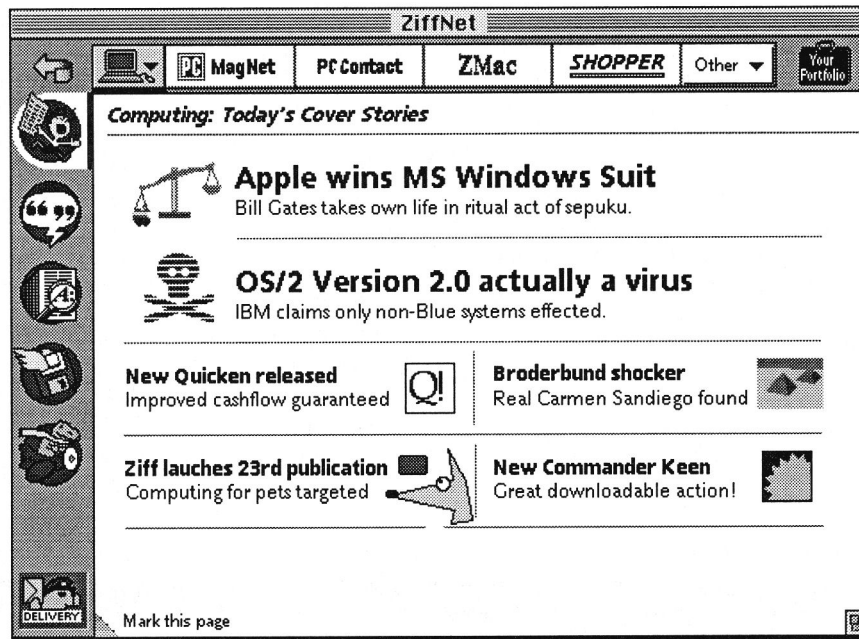 ZiffNet
PC MagNet PC Contact ZMac SHOPPER Other Your Portfolio
Computing: Today's Cover Stories
Apple wins MS Windows Suit
Bill Gates takes own life in ritual act of sepuku.
OS/2 Version 2.0 actually a virus
IBM claims only non-Blue systems effected.
New Quicken released
Improved cashflow guaranteed
Q!
Broderbund shocker
Real Carmen Sandiego found
Ziff lauches 23rd publication
Computing for pets targeted
New Commander Keen
Great downloadable action!
A:
DELIVERY
Mark this page